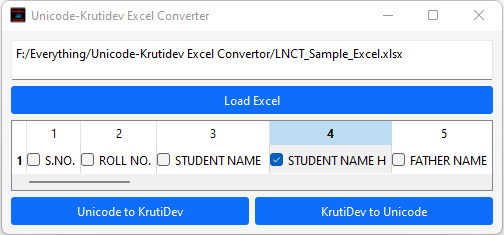 Unicode-Krutidev Excel Converter
F:/Everything/Unicode-Krutidev Excel Convertor/LNCT_Sample_Excel.xlsx
Load Excel
1 2 3 4 5
1 S.NO. ROLL NO. STUDENT NAME STUDENT NAME H FATHER NAME
Unicode to KrutiDev KrutiDev to Unicode